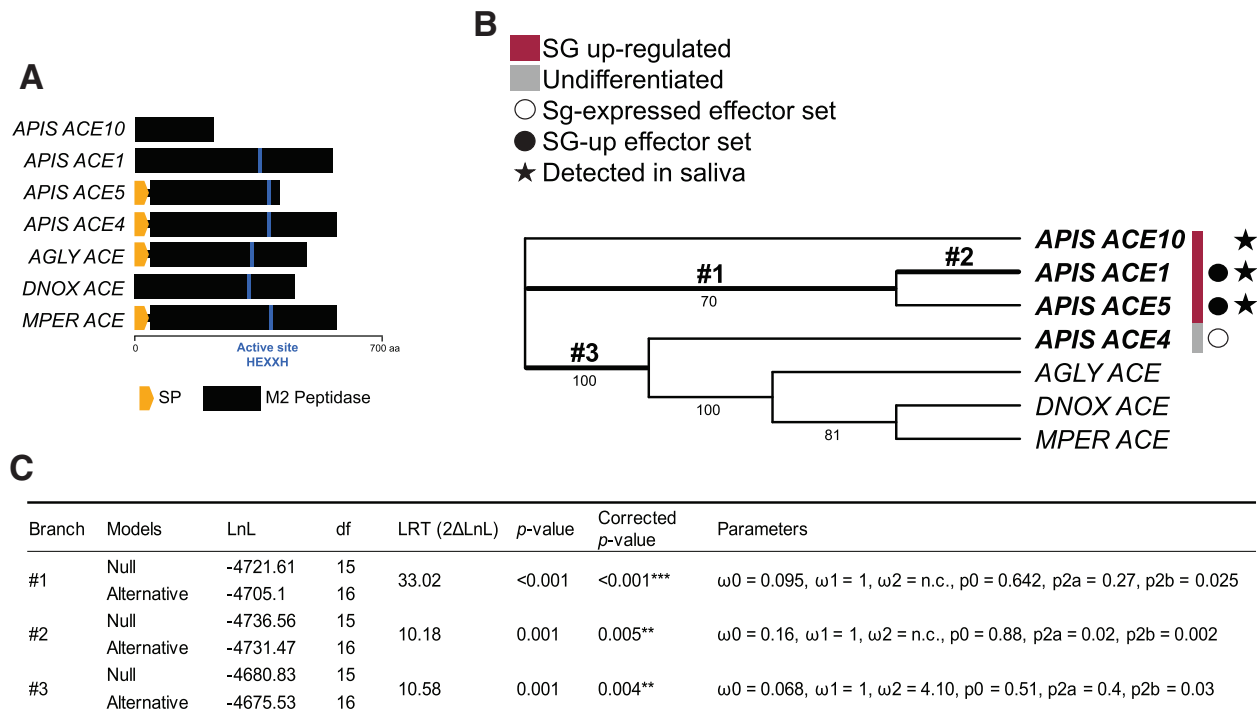 A
APIS ACE10
APIS ACE1
APIS ACE5
APIS ACE4
AGLY ACE
DNOX ACE
MPER ACE
0
Active site
HEXXH
700 aa
SP
M2 Peptidase
B
SG up-regulated
Undifferentiated
Sg-expressed effector set
SG-up effector set
Detected in saliva
#1
70
#2
#3
100
100
81
APIS ACE10
APIS ACE1
APIS ACE5
APIS ACE4
AGLY ACE
DNOX ACE
MPER ACE
C
Branch Models LnL df LRT (2ΔLnL) p-value Corrected p-value Parameters
#1 Null -4721.61 15 33.02 <0.001 <0.001*** ω0 = 0.095, ω1 = 1, ω2 = n.c., p0 = 0.642, p2a = 0.27, p2b = 0.025
Alternative -4705.1 16
#2 Null -4736.56 15 10.18 0.001 0.005** ω0 = 0.16, ω1 = 1, ω2 = n.c., p0 = 0.88, p2a = 0.02, p2b = 0.002
Alternative -4731.47 16
#3 Null -4680.83 15 10.58 0.001 0.004** ω0 = 0.068, ω1 = 1, ω2 = 4.10, p0 = 0.51, p2a = 0.4, p2b = 0.03
Alternative -4675.53 16